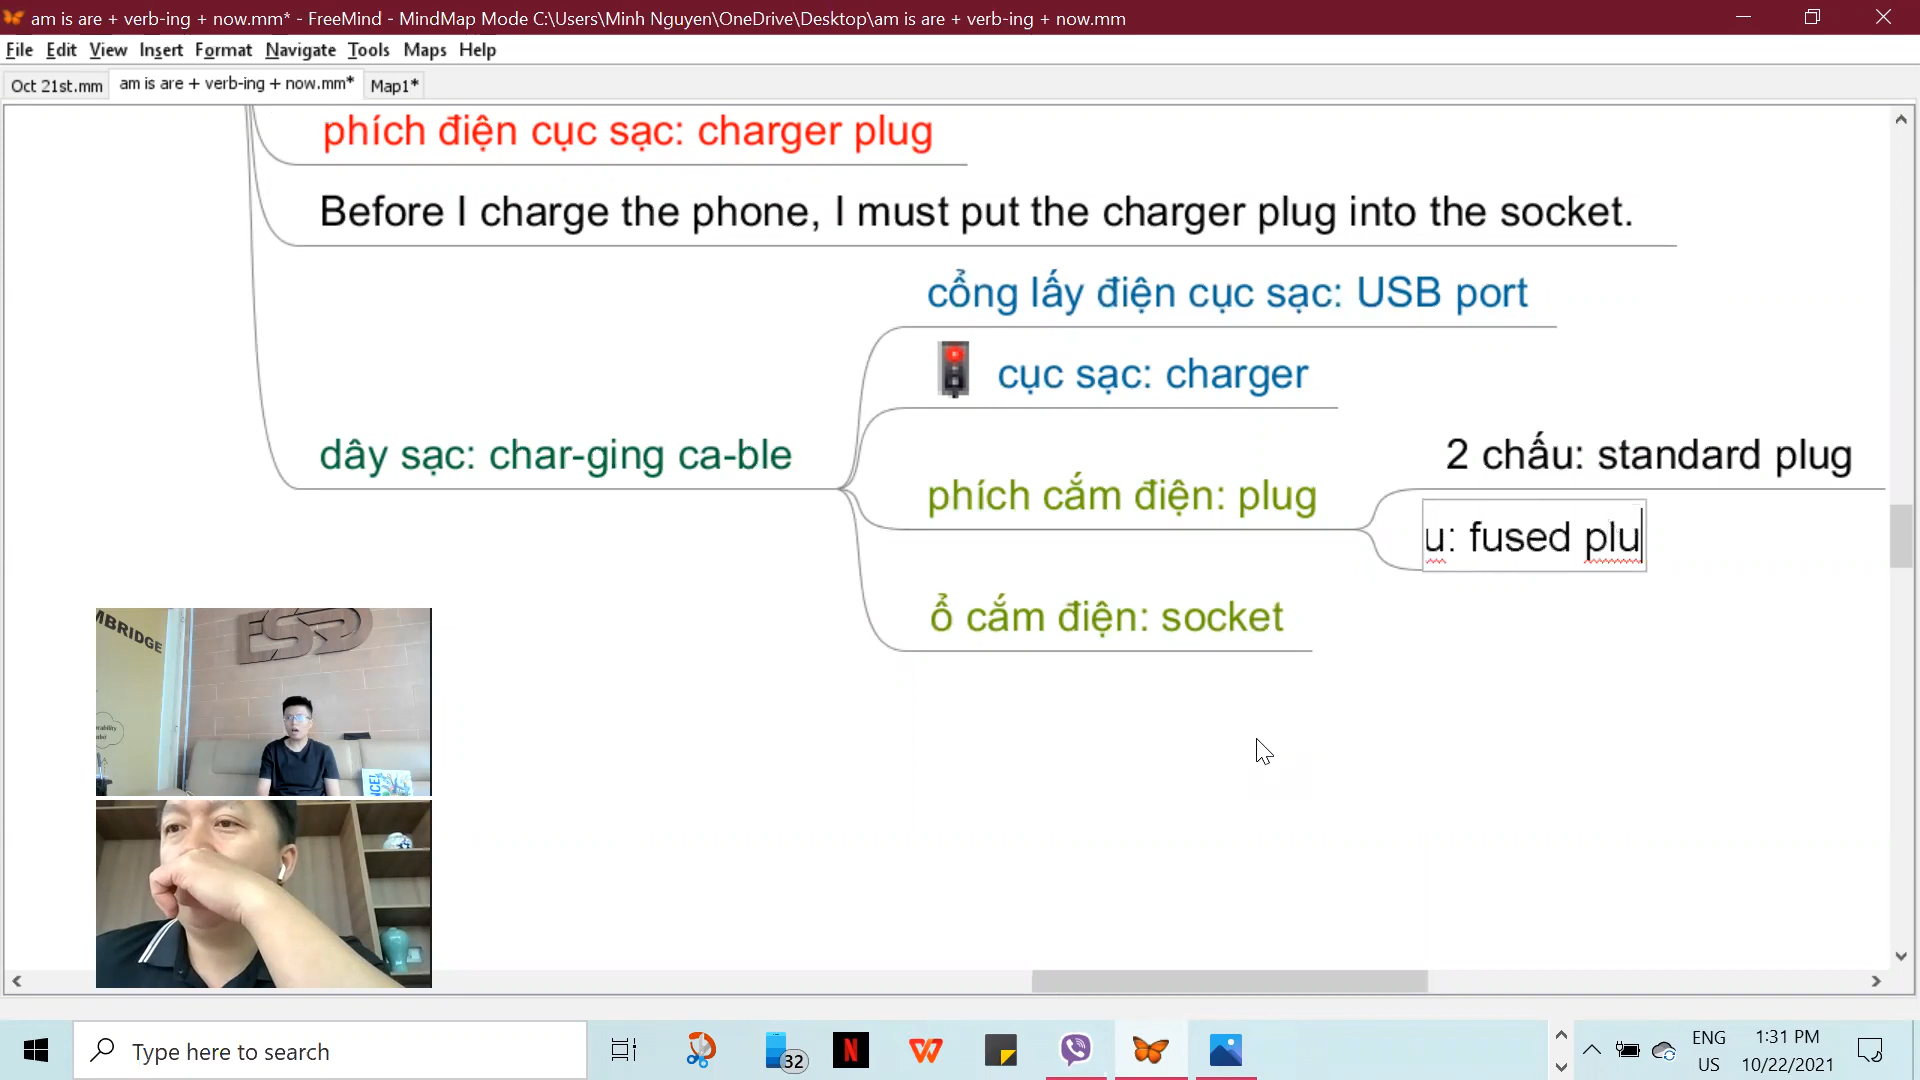 am is are + verb-ing + now.mm* - FreeMind - MindMap Mode C:\Users\Minh Nguyen\OneDrive\Desktop\am is are + verb-ing + now.mm
File Edit View Insert Format Navigate Tools Maps Help
Oct 21st.mm am is are + verb-ing + now.mm* Map1*
phích điện cục sạc: charger plug
Before I charge the phone, I must put the charger plug into the socket.
cổng lấy điện cục sạc: USB port
cục sạc: charger
dây sạc: char-ging ca-ble
2 chấu: standard plug
phích cắm điện: plug
u: fused plu
ổ cắm điện: socket
MBRIDGE
ESD
Type here to search
32
ENG
US
1:31 PM
10/22/2021